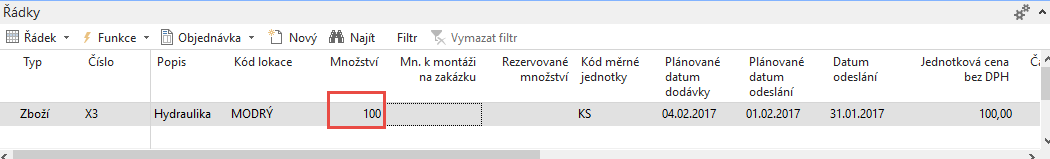 Řádky
Řádek Funkce Objednávka Nový Najít Filtr Vymazat filtr
Typ Číslo Popis Kód lokace Množství Mn. k montáži na zakázku Rezervované množství Kód měrné jednotky Plánované datum dodávky Plánované datum odeslání Datum odeslání Jednotková cena bez DPH
Zboží X3 Hydraulika MODRÝ 100 KS 04.02.2017 01.02.2017 31.01.2017 100,00